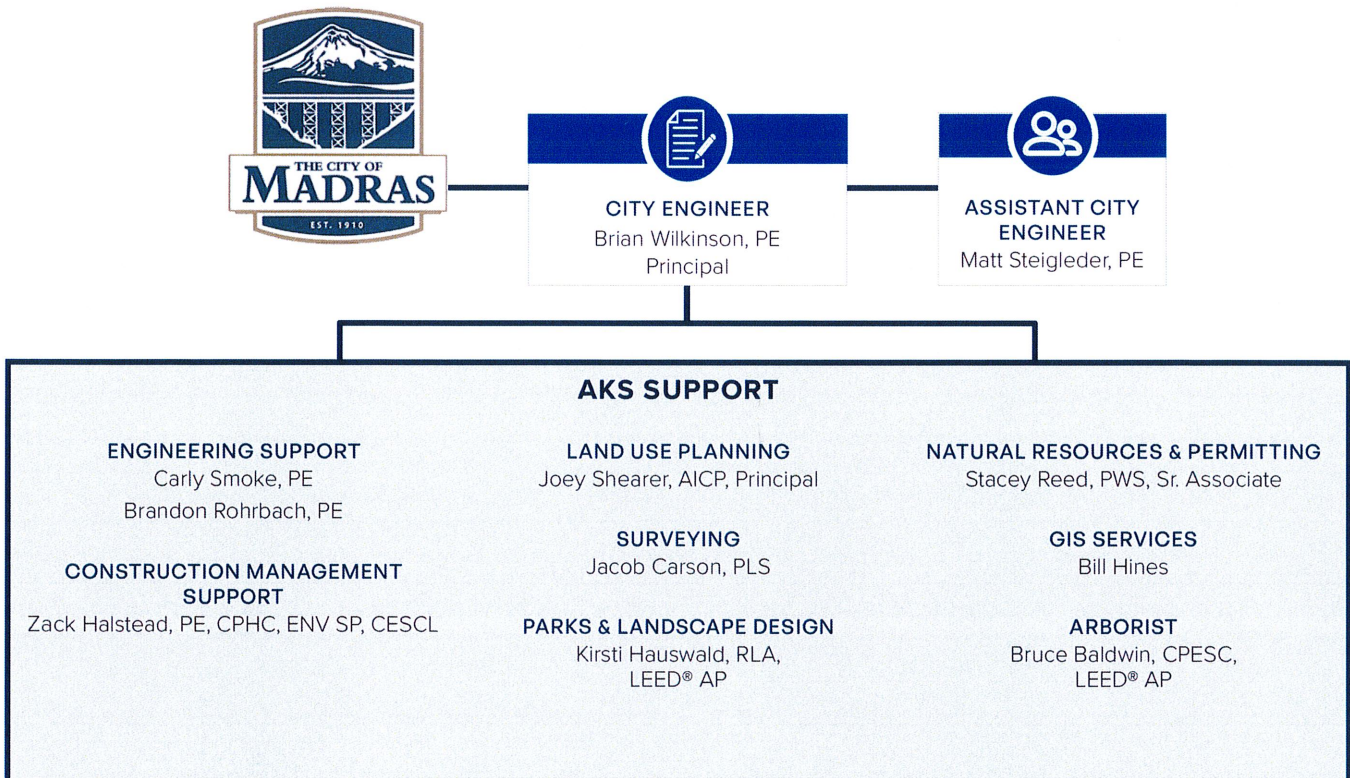 THE CITY OF
MADRAS
EST. 1910
CITY ENGINEER
Brian Wilkinson, PE
Principal
ASSISTANT CITY
ENGINEER
Matt Steigleder, PE
AKS SUPPORT
ENGINEERING SUPPORT
Carly Smoke, PE
Brandon Rohrbach, PE
CONSTRUCTION MANAGEMENT
SUPPORT
Zack Halstead, PE, CPHC, ENV SP, CESCL
LAND USE PLANNING
Joey Shearer, AICP, Principal
SURVEYING
Jacob Carson, PLS
PARKS & LANDSCAPE DESIGN
Kirsti Hauswald, RLA,
LEED® AP
NATURAL RESOURCES & PERMITTING
Stacey Reed, PWS, Sr. Associate
GIS SERVICES
Bill Hines
ARBORIST
Bruce Baldwin, CPESC,
LEED® AP